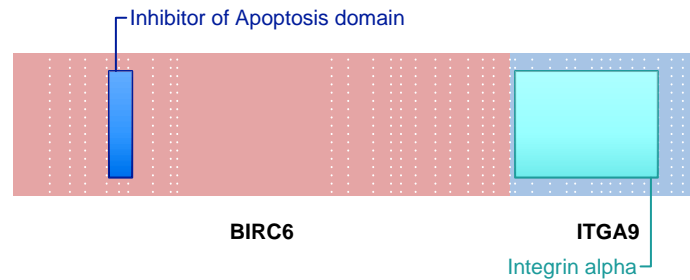 Inhibitor of Apoptosis domain
BIRC6
ITGA9
Integrin alpha